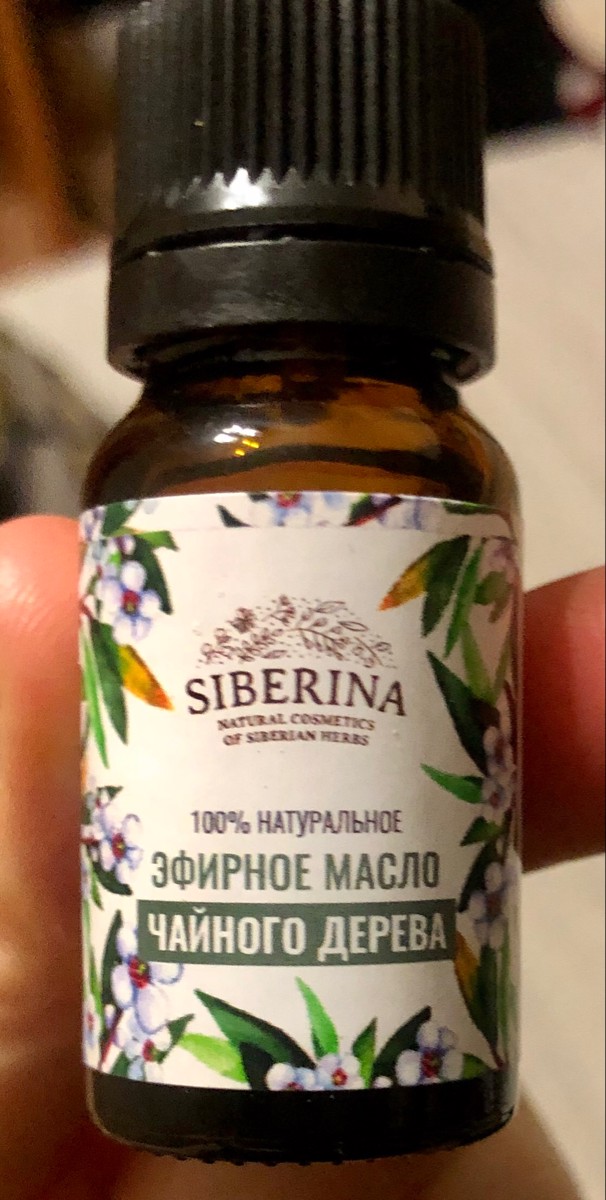 SIBERINA
NATURAL COSMETICS
OF SIBERIAN HERBS
100% НАТУРАЛЬНОЕ
ЭФИРНОЕ МАСЛО
ЧАЙНОГО ДЕРЕВА